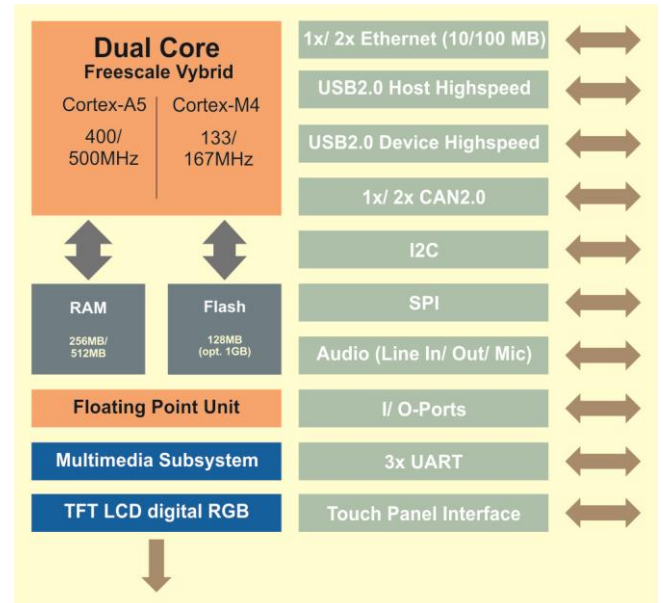 Dual Core
Freescale Vybrid
Cortex-A5
400/
500MHz
Cortex-M4
133/
167MHz
RAM
256MB/
512MB
Flash
128MB
(opt. 1GB)
Floating Point Unit
Multimedia Subsystem
TFT LCD digital RGB
1x/ 2x Ethernet (10/100 MB)
USB2.0 Host Highspeed
USB2.0 Device Highspeed
1x/ 2x CAN2.0
I2C
SPI
Audio (Line In/ Out/ Mic)
I/ O-Ports
3x UART
Touch Panel Interface